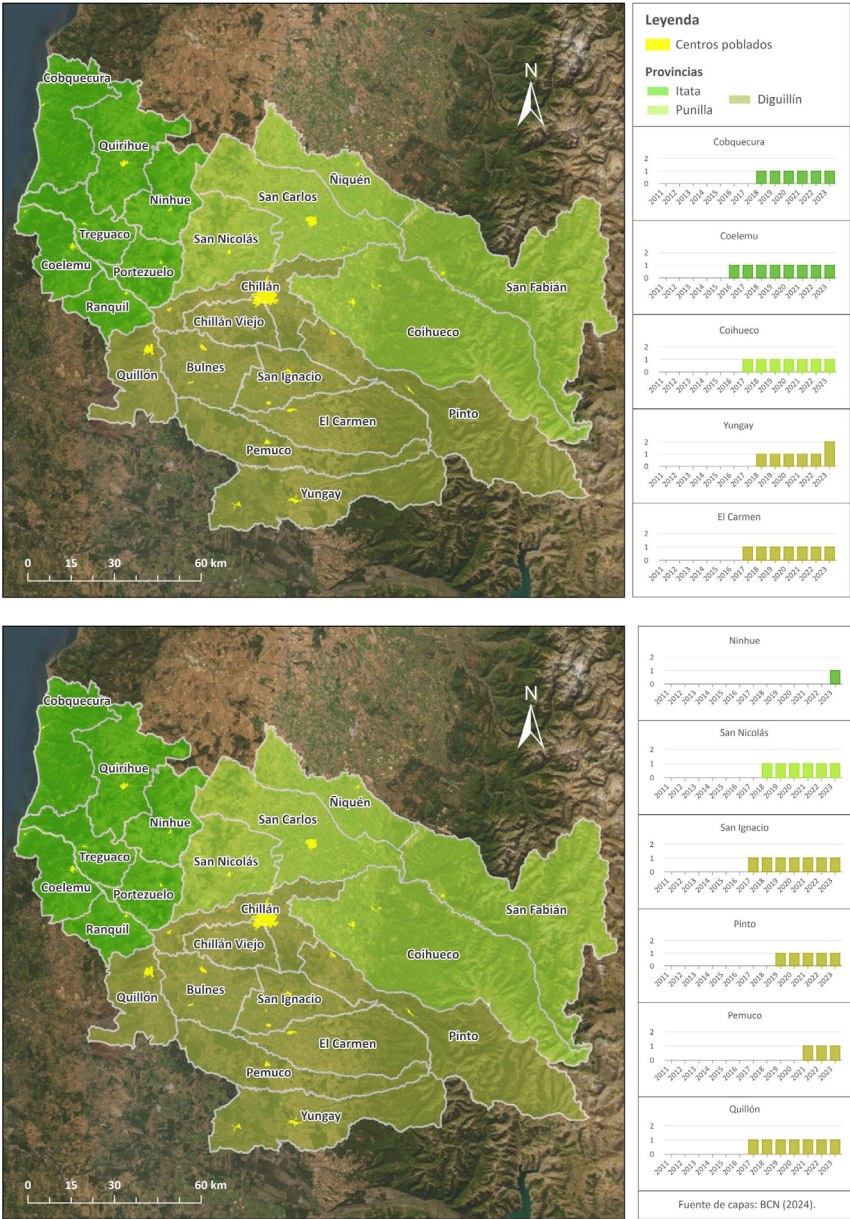 Cobquecura
Quirihue
Ninhue
Treguaco
Coelemu
Portezuelo
Ranquil
Ñiquén
San Carlos
San Nicolás
San Fabián
Chillán
Chillán Viejo
Coihueco
Quillón
Bulnes
San Ignacio
El Carmen
Pinto
Pemuco
Yungay
N
0 15 30 60 km
Leyenda
Centros poblados
Provincias
Itata
Punilla
Diguillín
Cobquecura
2
1
0
2011 2012 2013 2014 2015 2016 2017 2018 2019 2020 2021 2022 2023
Coelemu
2
1
0
2011 2012 2013 2014 2015 2016 2017 2018 2019 2020 2021 2022 2023
Coihueco
2
1
0
2011 2012 2013 2014 2015 2016 2017 2018 2019 2020 2021 2022 2023
Yungay
2
1
0
2011 2012 2013 2014 2015 2016 2017 2018 2019 2020 2021 2022 2023
El Carmen
2
1
0
2011 2012 2013 2014 2015 2016 2017 2018 2019 2020 2021 2022 2023
Cobquecura
Quirihue
Ninhue
Treguaco
Coelemu
Portezuelo
Ranquil
Ñiquén
San Carlos
San Nicolás
San Fabián
Chillán
Chillán Viejo
Coihueco
Quillón
Bulnes
San Ignacio
El Carmen
Pinto
Pemuco
Yungay
N
0 15 30 60 km
Ninhue
2
1
0
2011 2012 2013 2014 2015 2016 2017 2018 2019 2020 2021 2022 2023
San Nicolás
2
1
0
2011 2012 2013 2014 2015 2016 2017 2018 2019 2020 2021 2022 2023
San Ignacio
2
1
0
2011 2012 2013 2014 2015 2016 2017 2018 2019 2020 2021 2022 2023
Pinto
2
1
0
2011 2012 2013 2014 2015 2016 2017 2018 2019 2020 2021 2022 2023
Pemuco
2
1
0
2011 2012 2013 2014 2015 2016 2017 2018 2019 2020 2021 2022 2023
Quillón
2
1
0
2011 2012 2013 2014 2015 2016 2017 2018 2019 2020 2021 2022 2023
Fuente de capas: BCN (2024).